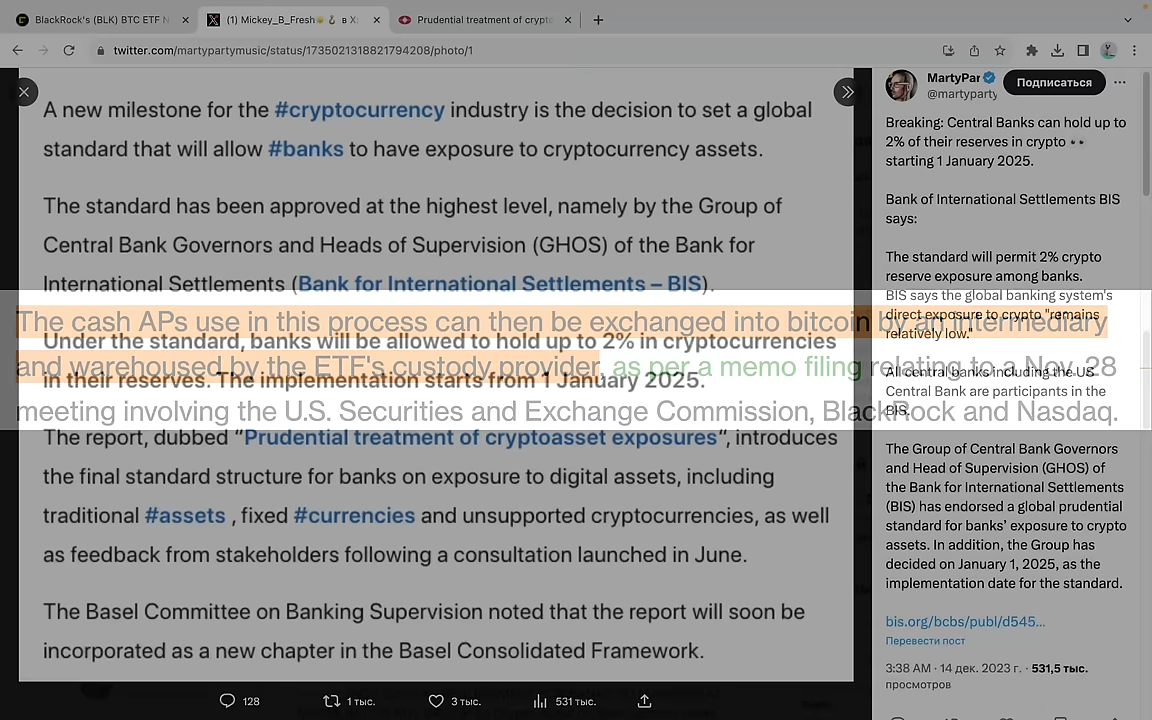 BlackRock's (BLK) BTC ETF N
(1) Mickey_B_Fresh в X:
Prudential treatment of crypto
twitter.com/martypartymusic/status/1735021318821794208/photo/1
A new milestone for the #cryptocurrency industry is the decision to set a global
standard that will allow #banks to have exposure to cryptocurrency assets.
The standard has been approved at the highest level, namely by the Group of
Central Bank Governors and Heads of Supervision (GHOS) of the Bank for
International Settlements (Bank for International Settlements – BIS).
The cash APs use in this process can then be exchanged into bitcoin by an intermediary
Under the standard, banks will be allowed to hold up to 2% in cryptocurrencies
and warehoused by the ETF's custody provider, as per a memo filing relating to a Nov. 28
in their reserves. The implementation starts from 1 January 2025.
meeting involving the U.S. Securities and Exchange Commission, BlackRock and Nasdaq.
The report, dubbed “Prudential treatment of cryptoasset exposures“, introduces
the final standard structure for banks on exposure to digital assets, including
traditional #assets , fixed #currencies and unsupported cryptocurrencies, as well
as feedback from stakeholders following a consultation launched in June.
The Basel Committee on Banking Supervision noted that the report will soon be
incorporated as a new chapter in the Basel Consolidated Framework.
128
1 тыс.
3 тыс.
531 тыс.
MartyPar
@martyparty
Подписаться
Breaking: Central Banks can hold up to
2% of their reserves in crypto 👀
starting 1 January 2025.
Bank of International Settlements BIS
says:
The standard will permit 2% crypto
reserve exposure among banks.
BIS says the global banking system's
direct exposure to crypto "remains
relatively low."
All central banks including the US
Central Bank are participants in the
BIS.
The Group of Central Bank Governors
and Head of Supervision (GHOS) of
the Bank for International Settlements
(BIS) has endorsed a global prudential
standard for banks’ exposure to crypto
assets. In addition, the Group has
decided on January 1, 2025, as the
implementation date for the standard.
bis.org/bcbs/publ/d545…
Перевести пост
3:38 AM · 14 дек. 2023 г. · 531,5 тыс.
просмотров